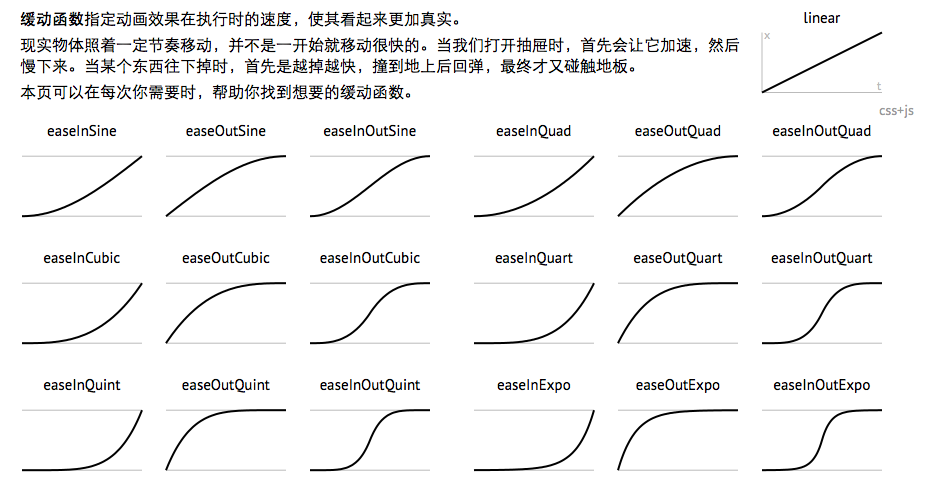 缓动函数指定动画效果在执行时的速度，使其看起来更加真实。
现实物体照着一定节奏移动，并不是一开始就移动很快的。当我们打开抽屉时，首先会让它加速，然后
慢下来。当某个东西往下掉时，首先是越掉越快，撞到地上后回弹，最终才又碰触地板。
本页可以在每次你需要时，帮助你找到想要的缓动函数。
linear
x
t
css+js
easeInSine easeOutSine easeInOutSine easeInQuad easeOutQuad easeInOutQuad
easeInCubic easeOutCubic easeInOutCubic easeInQuart easeOutQuart easeInOutQuart
easeInQuint easeOutQuint easeInOutQuint easeInExpo easeOutExpo easeInOutExpo